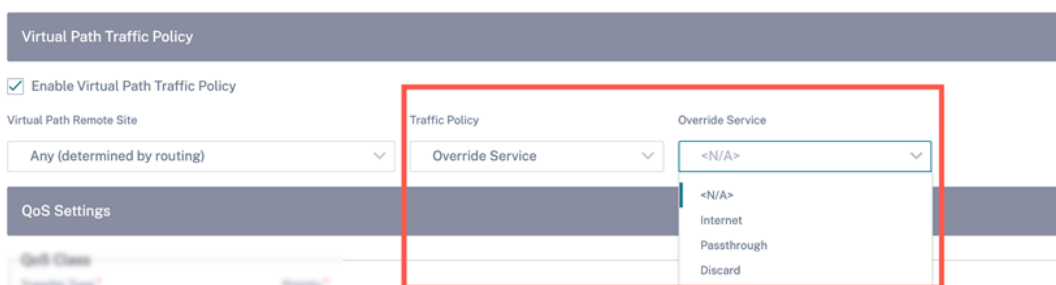 Virtual Path Traffic Policy
Enable Virtual Path Traffic Policy
Virtual Path Remote Site Traffic Policy Override Service
Any (determined by routing) Override Service <N/A>
<N/A>
QoS Settings
Internet
Passthrough
Discard